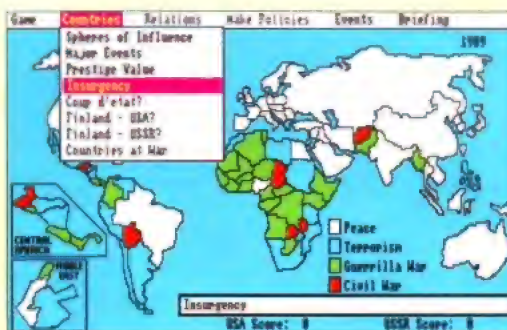 Game Countries Relations Make Policies Events Briefing
Spheres of Influence
Major Events
Prestige Value
Insurgency
Coup d'etat?
Finland - USA?
Finland - USSR?
Countries at War
1989
CENTRAL AMERICA
MIDDLE EAST
Peace
Terrorism
Guerrilla War
Civil War
Insurgency
USA Score: 0 USSR Score: 0